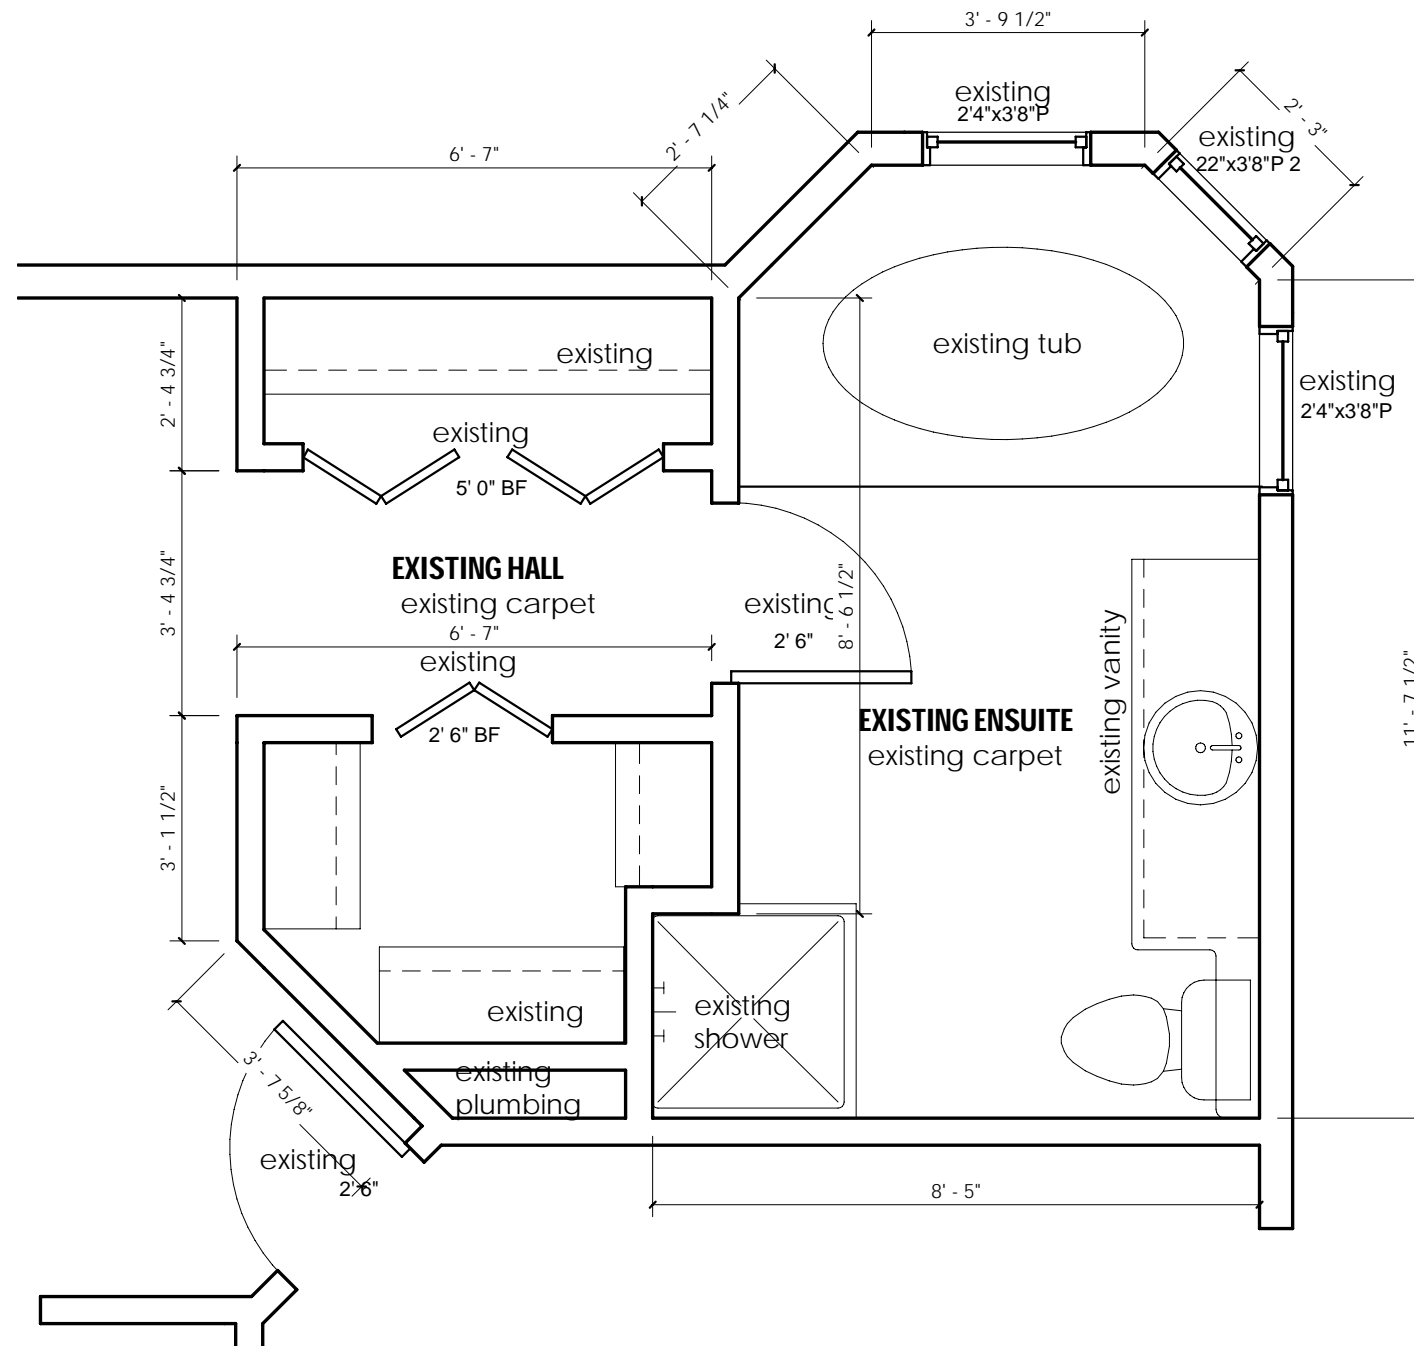 3' - 9 1/2"
existing
2'4"x3'8"P
2' - 7 1/4"
2' - 3"
existing
22"x3'8"P 2
6' - 7"
existing
existing tub
2' - 4 3/4"
existing
2'4"x3'8"P
existing
5' 0" BF
EXISTING HALL
existing carpet
3' - 4 3/4"
6' - 7"
existing
2' 6" BF
existing
2' 6"
8' - 6 1/2"
existing vanity
11' - 7 1/2"
EXISTING ENSUITE
existing carpet
3' - 1 1/2"
existing
existing
shower
existing
plumbing
3' - 7 5/8"
existing
2' 6"
8' - 5"